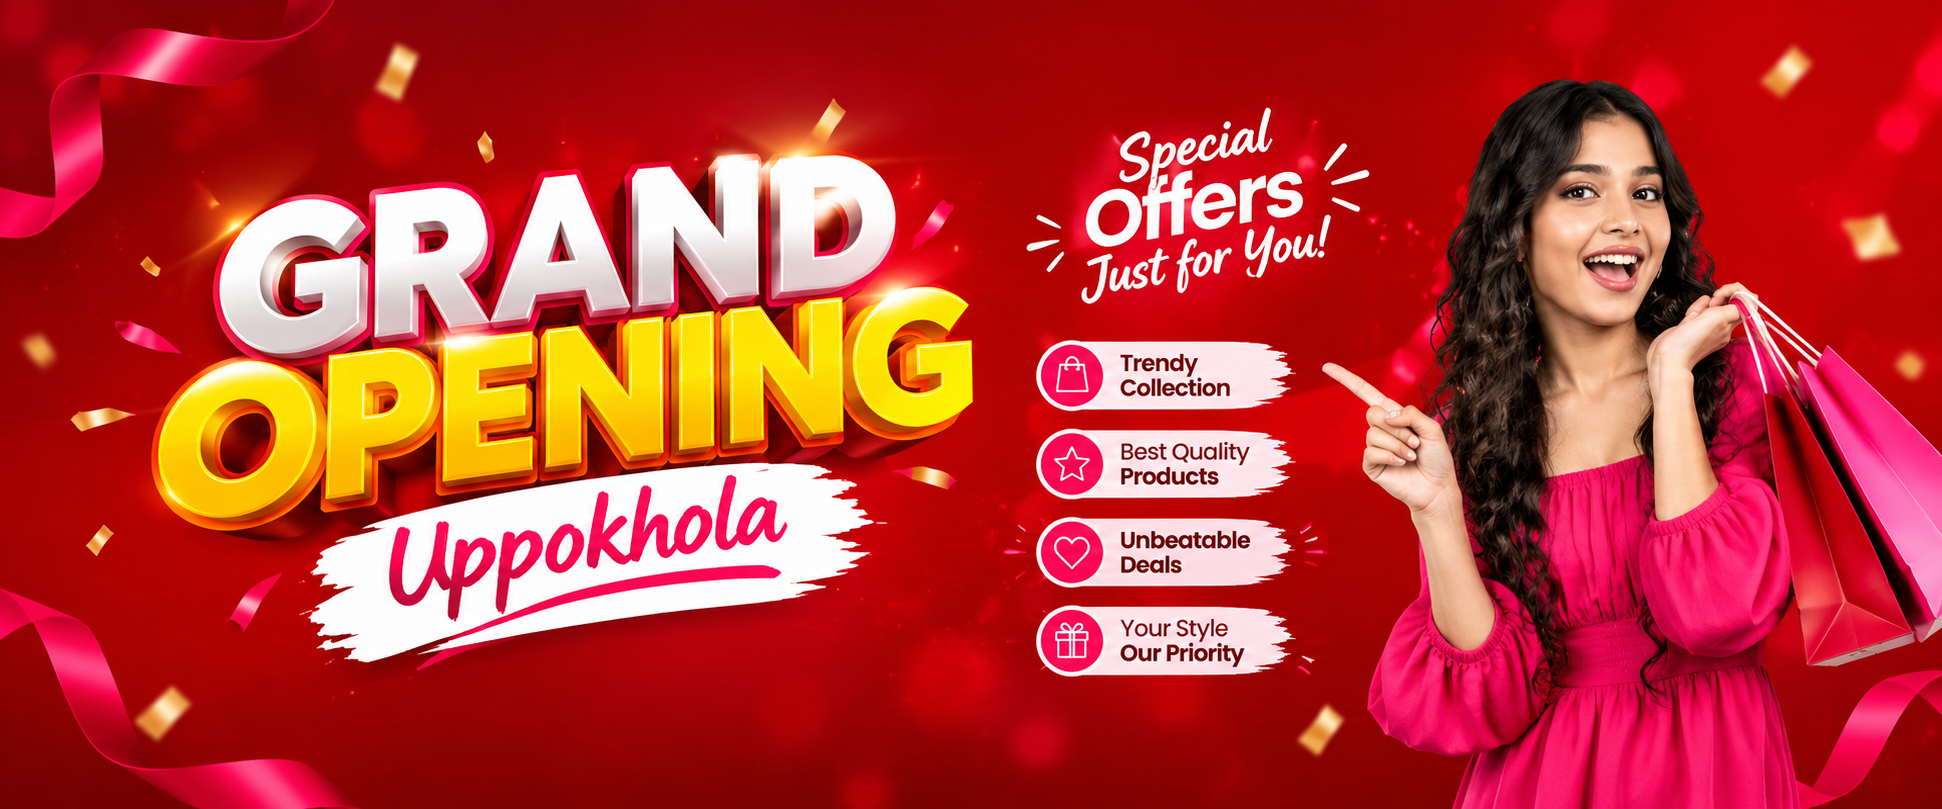 GRAND
OPENING
Uppokhola
Special
Offers
Just for You!
Trendy
Collection
Best Quality
Products
Unbeatable
Deals
Your Style
Our Priority